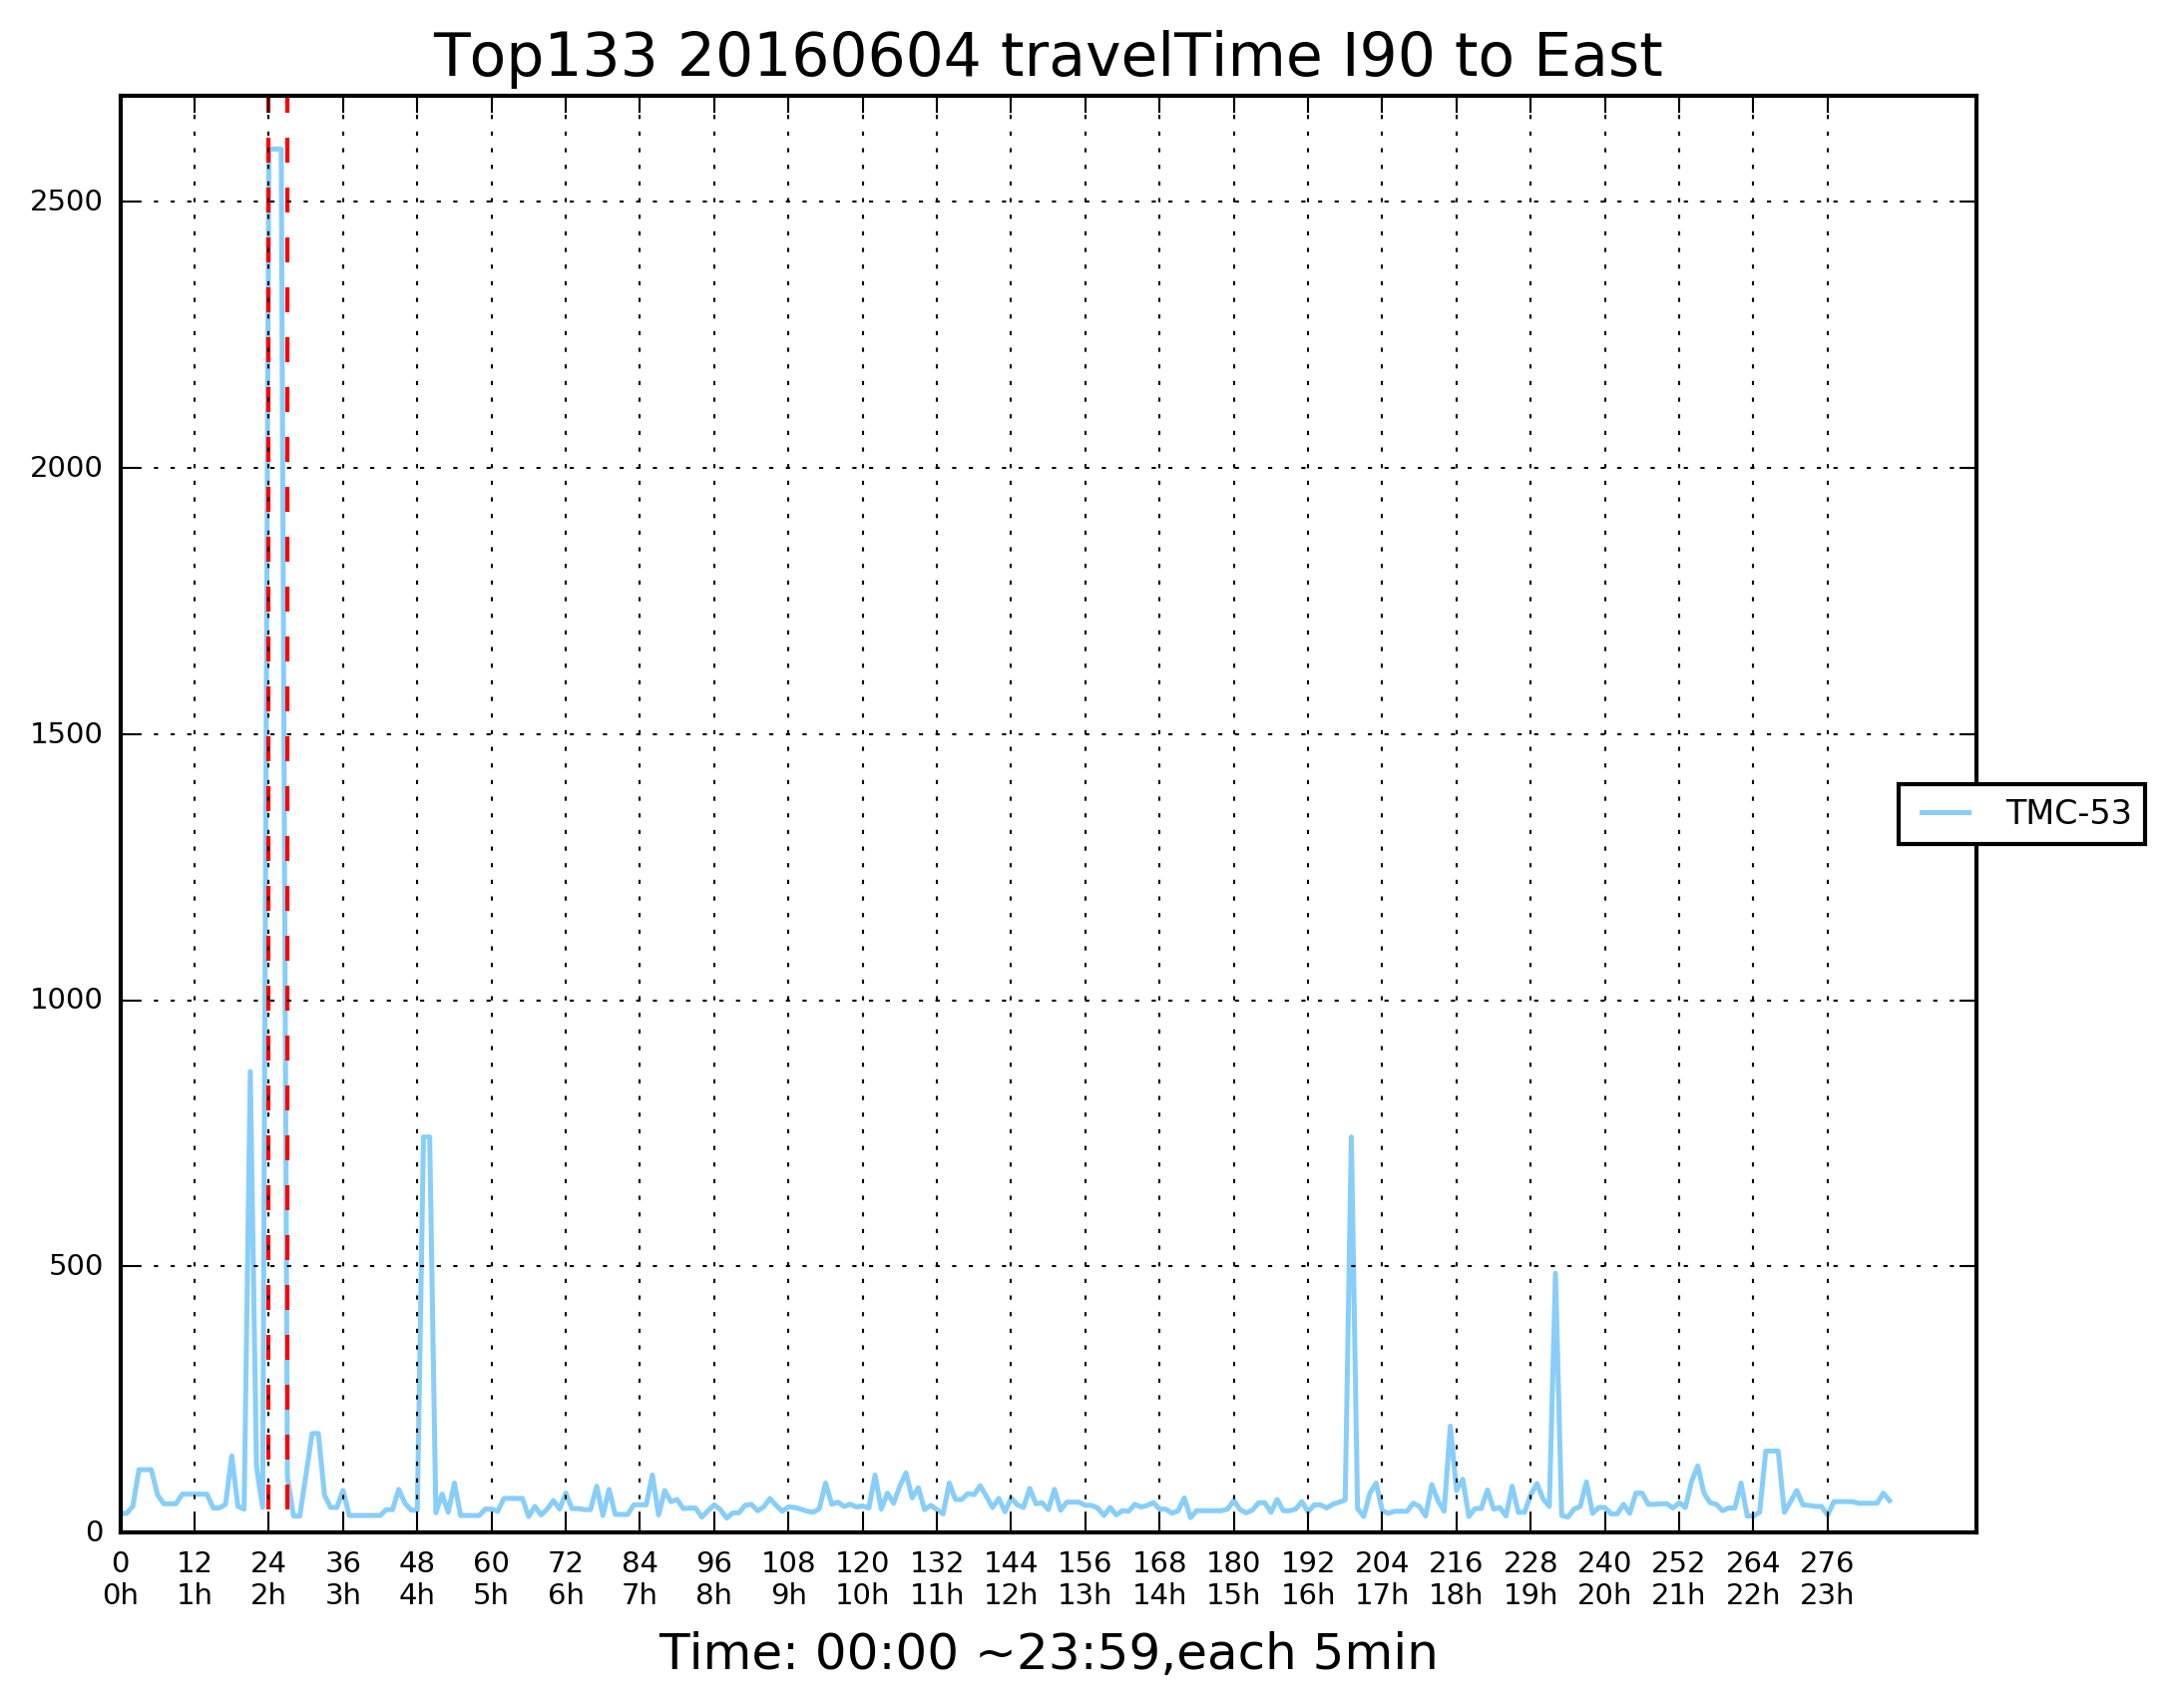 Top133 20160604 travelTime I90 to East
2500
2000
1500
1000
500
0
TMC-53
0 12 24 36 48 60 72 84 96 108 120 132 144 156 168 180 192 204 216 228 240 252 264 276
0h 1h 2h 3h 4h 5h 6h 7h 8h 9h 10h 11h 12h 13h 14h 15h 16h 17h 18h 19h 20h 21h 22h 23h
Time: 00:00 ~23:59,each 5min